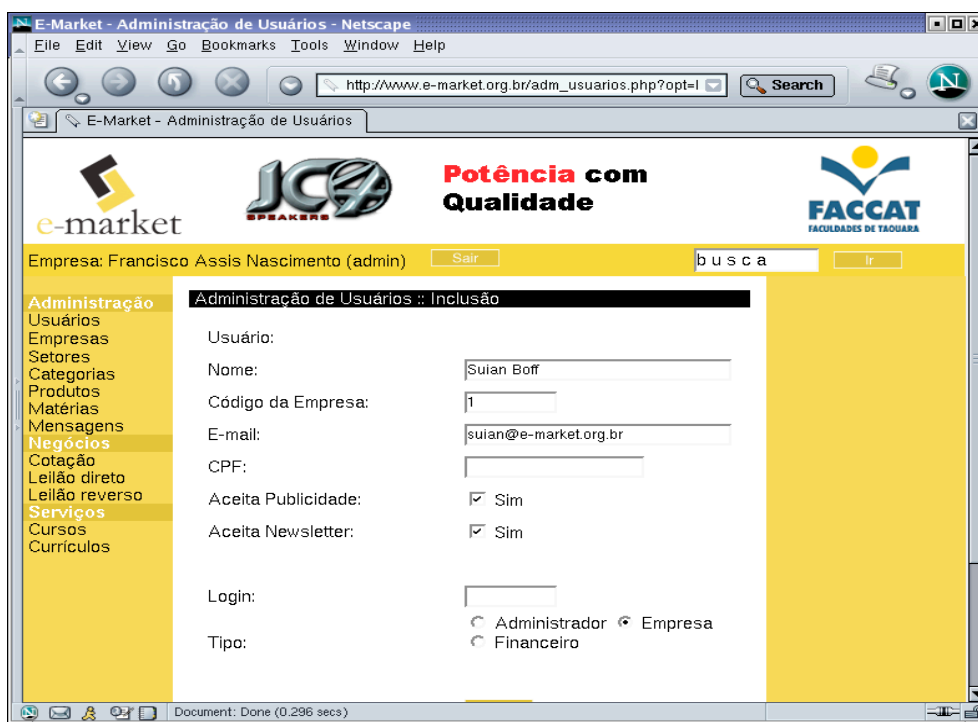 E-Market - Administração de Usuários - Netscape
File Edit View Go Bookmarks Tools Window Help
http://www.e-market.org.br/adm_usuarios.php?opt=I Search N
E-Market - Administração de Usuários
e-market
JC
SPEAKERS
Potência com
Qualidade
FACCAT
FACULDADES DE TAQUARA
Empresa: Francisco Assis Nascimento (admin) Sair busca Ir
Administração
Usuários
Empresas
Setores
Categorias
Produtos
Matérias
Mensagens
Negócios
Cotação
Leilão direto
Leilão reverso
Serviços
Cursos
Currículos
Administração de Usuários :: Inclusão
Usuário:
Nome: Suian Boff
Código da Empresa: 1
E-mail: suian@e-market.org.br
CPF:
Aceita Publicidade: Sim
Aceita Newsletter: Sim
Login:
Tipo: Administrador Empresa
Financeiro
Document: Done (0.296 secs)